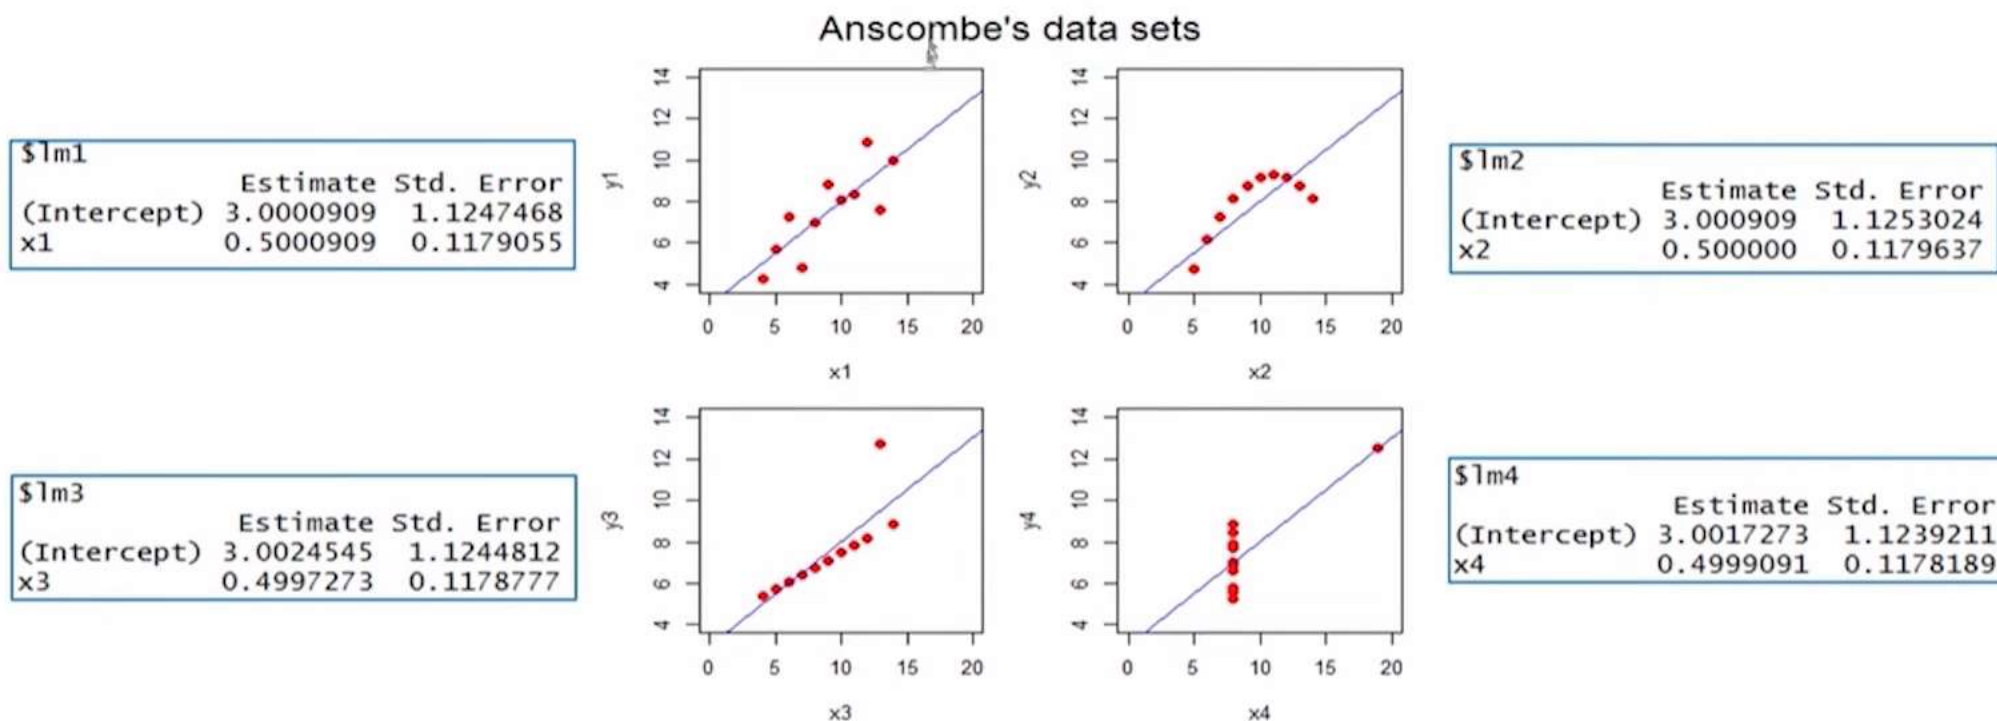 Anscombe's data sets
$lm1
Estimate Std. Error
(Intercept) 3.0000909 1.1247468
x1 0.5000909 0.1179055
y1
14
12
10
8
6
4
0 5 10 15 20
x1
y2
14
12
10
8
6
4
0 5 10 15 20
x2
$lm2
Estimate Std. Error
(Intercept) 3.000909 1.1253024
x2 0.500000 0.1179637
$lm3
Estimate Std. Error
(Intercept) 3.0024545 1.1244812
x3 0.4997273 0.1178777
y3
14
12
10
8
6
4
0 5 10 15 20
x3
y4
14
12
10
8
6
4
0 5 10 15 20
x4
$lm4
Estimate Std. Error
(Intercept) 3.0017273 1.1239211
x4 0.4999091 0.1178189